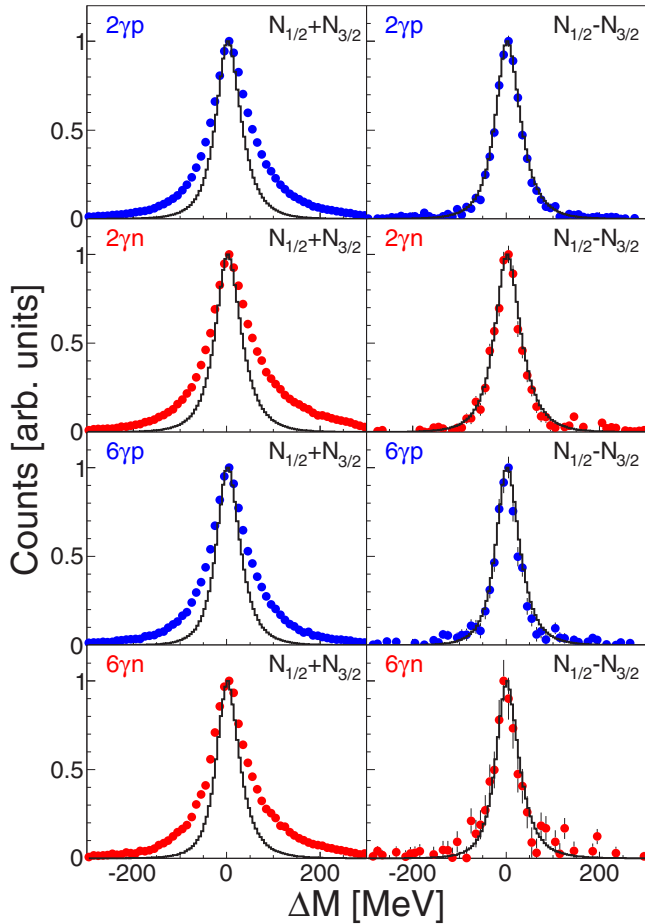 2γp N₁/₂+N₃/₂ N₁/₂−N₃/₂
1
0.5
0
2γn N₁/₂+N₃/₂ 2γn N₁/₂−N₃/₂
1
0.5
0
6γp N₁/₂+N₃/₂ 6γp N₁/₂−N₃/₂
1
0.5
0
6γn N₁/₂+N₃/₂ 6γn N₁/₂−N₃/₂
1
0.5
0
-200 0 200 -200 0 200
ΔM [MeV]
Counts [arb. units]